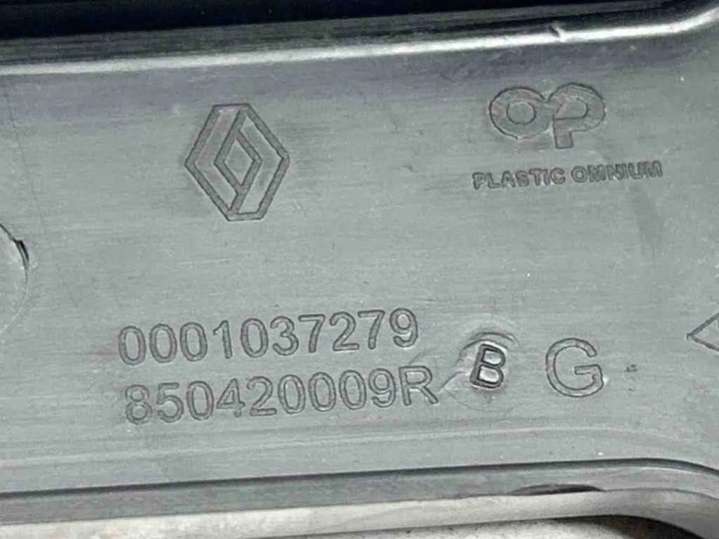 OP
PLASTIC OMNIUM
0001037279
850420009R B G